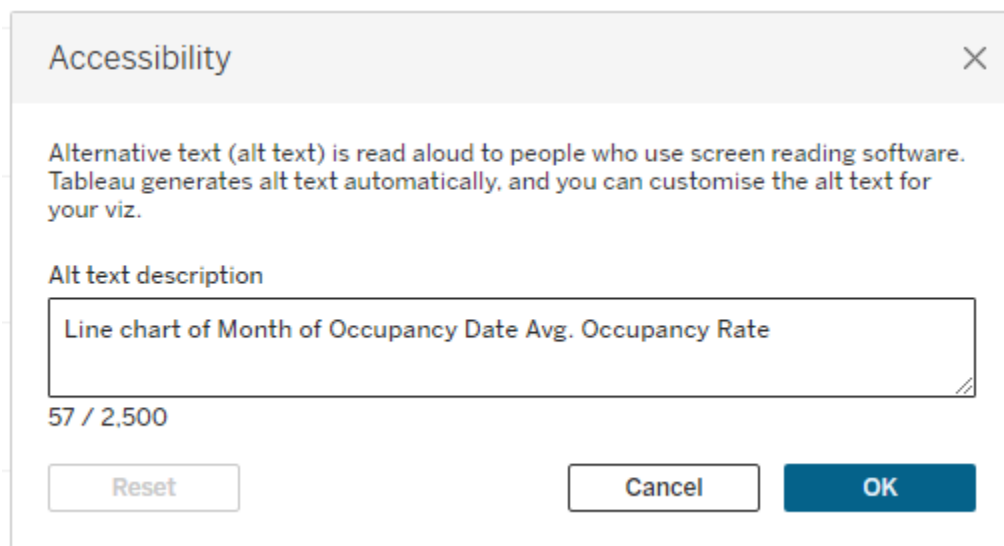 Accessibility
Alternative text (alt text) is read aloud to people who use screen reading software.
Tableau generates alt text automatically, and you can customise the alt text for
your viz.
Alt text description
Line chart of Month of Occupancy Date Avg. Occupancy Rate
57 / 2,500
Reset
Cancel
OK